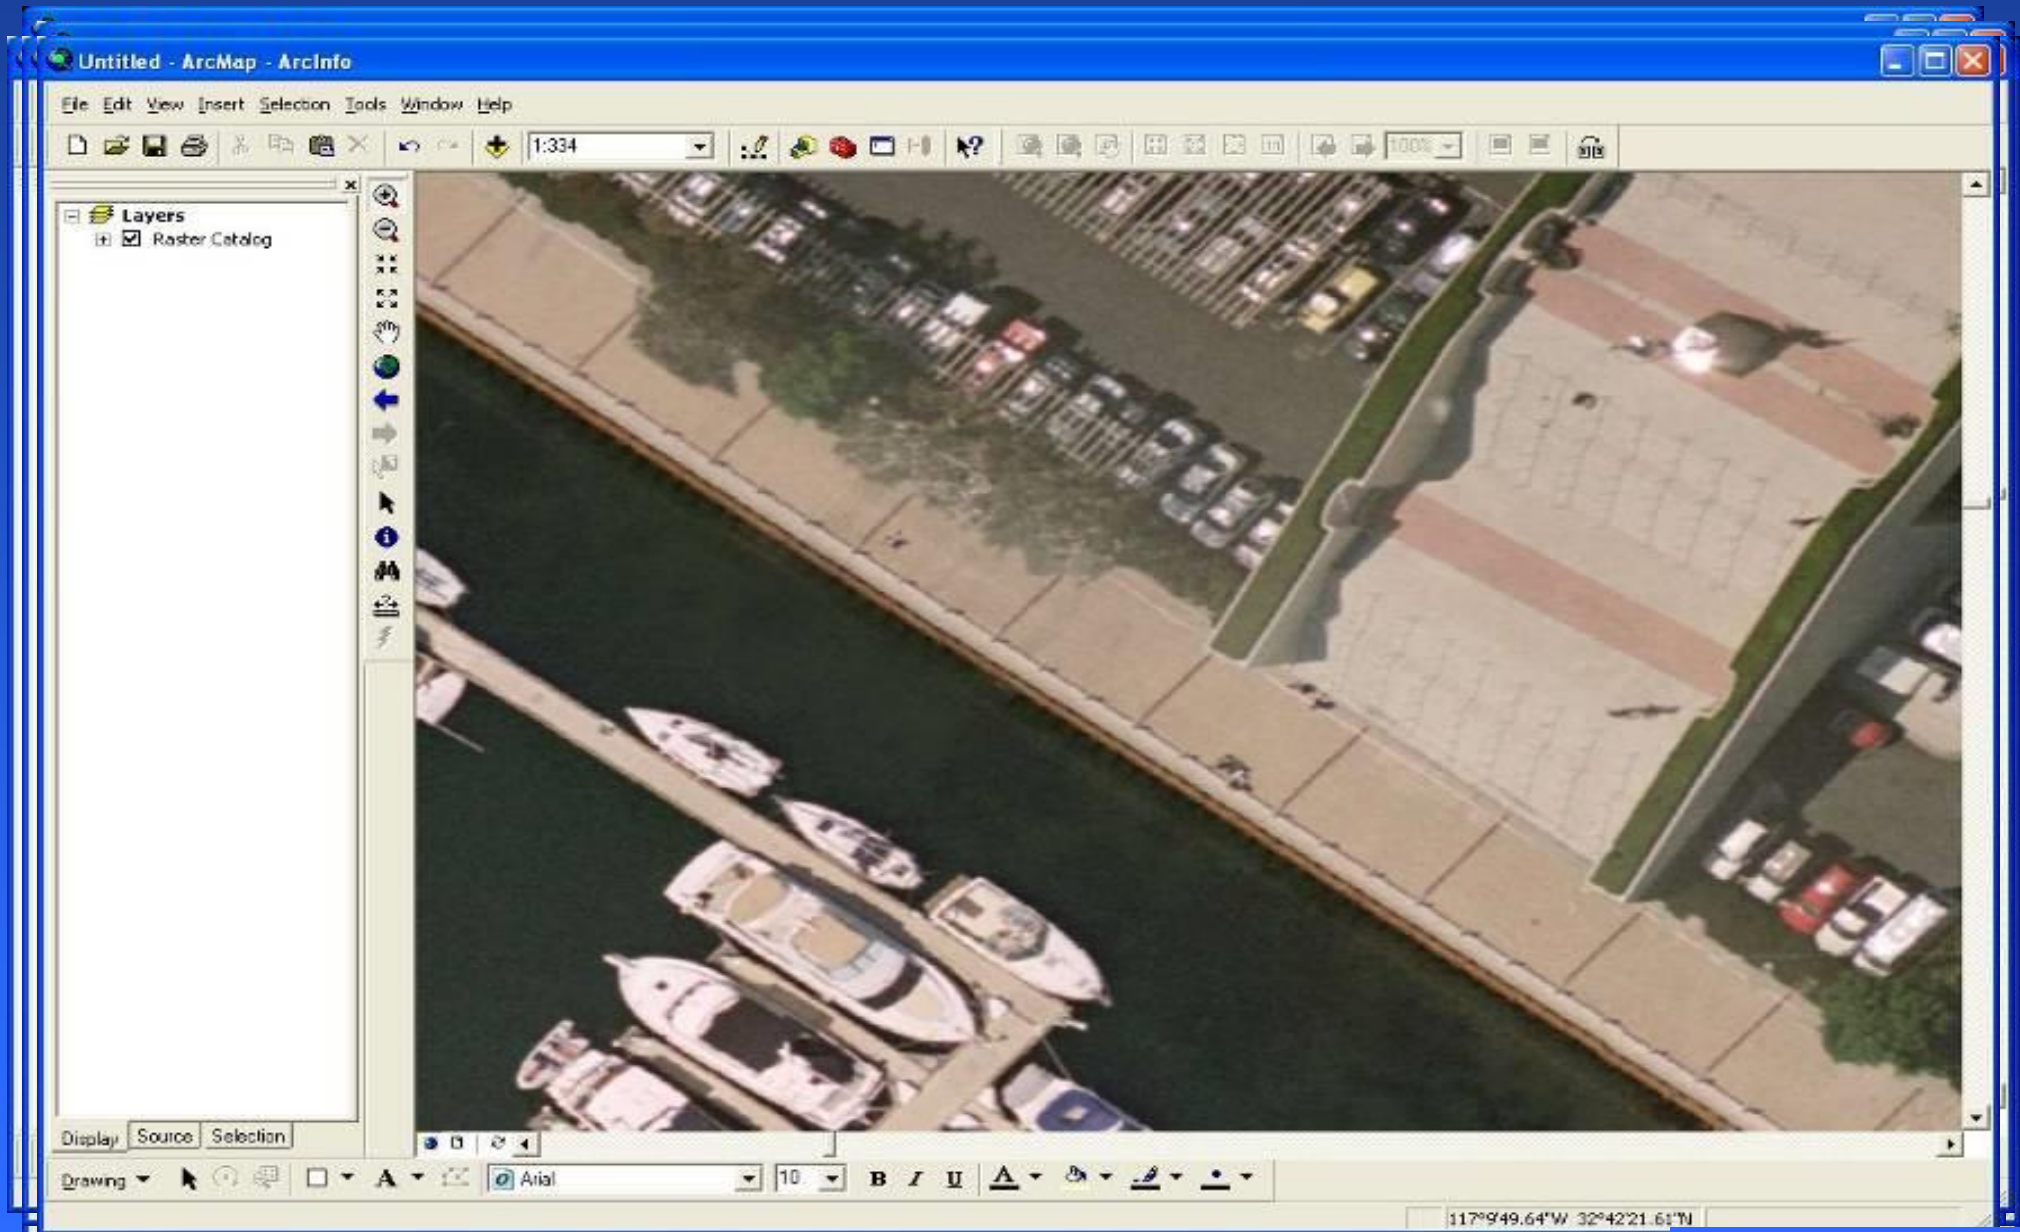 Untitled - ArcMap - ArcInfo
File Edit View Insert Selection Tools Window Help
1:334
100%
Layers
Raster Catalog
Display Source Selection
Drawing A Arial 10 B I U A
117°9'49.64"W 32°42'21.61"N